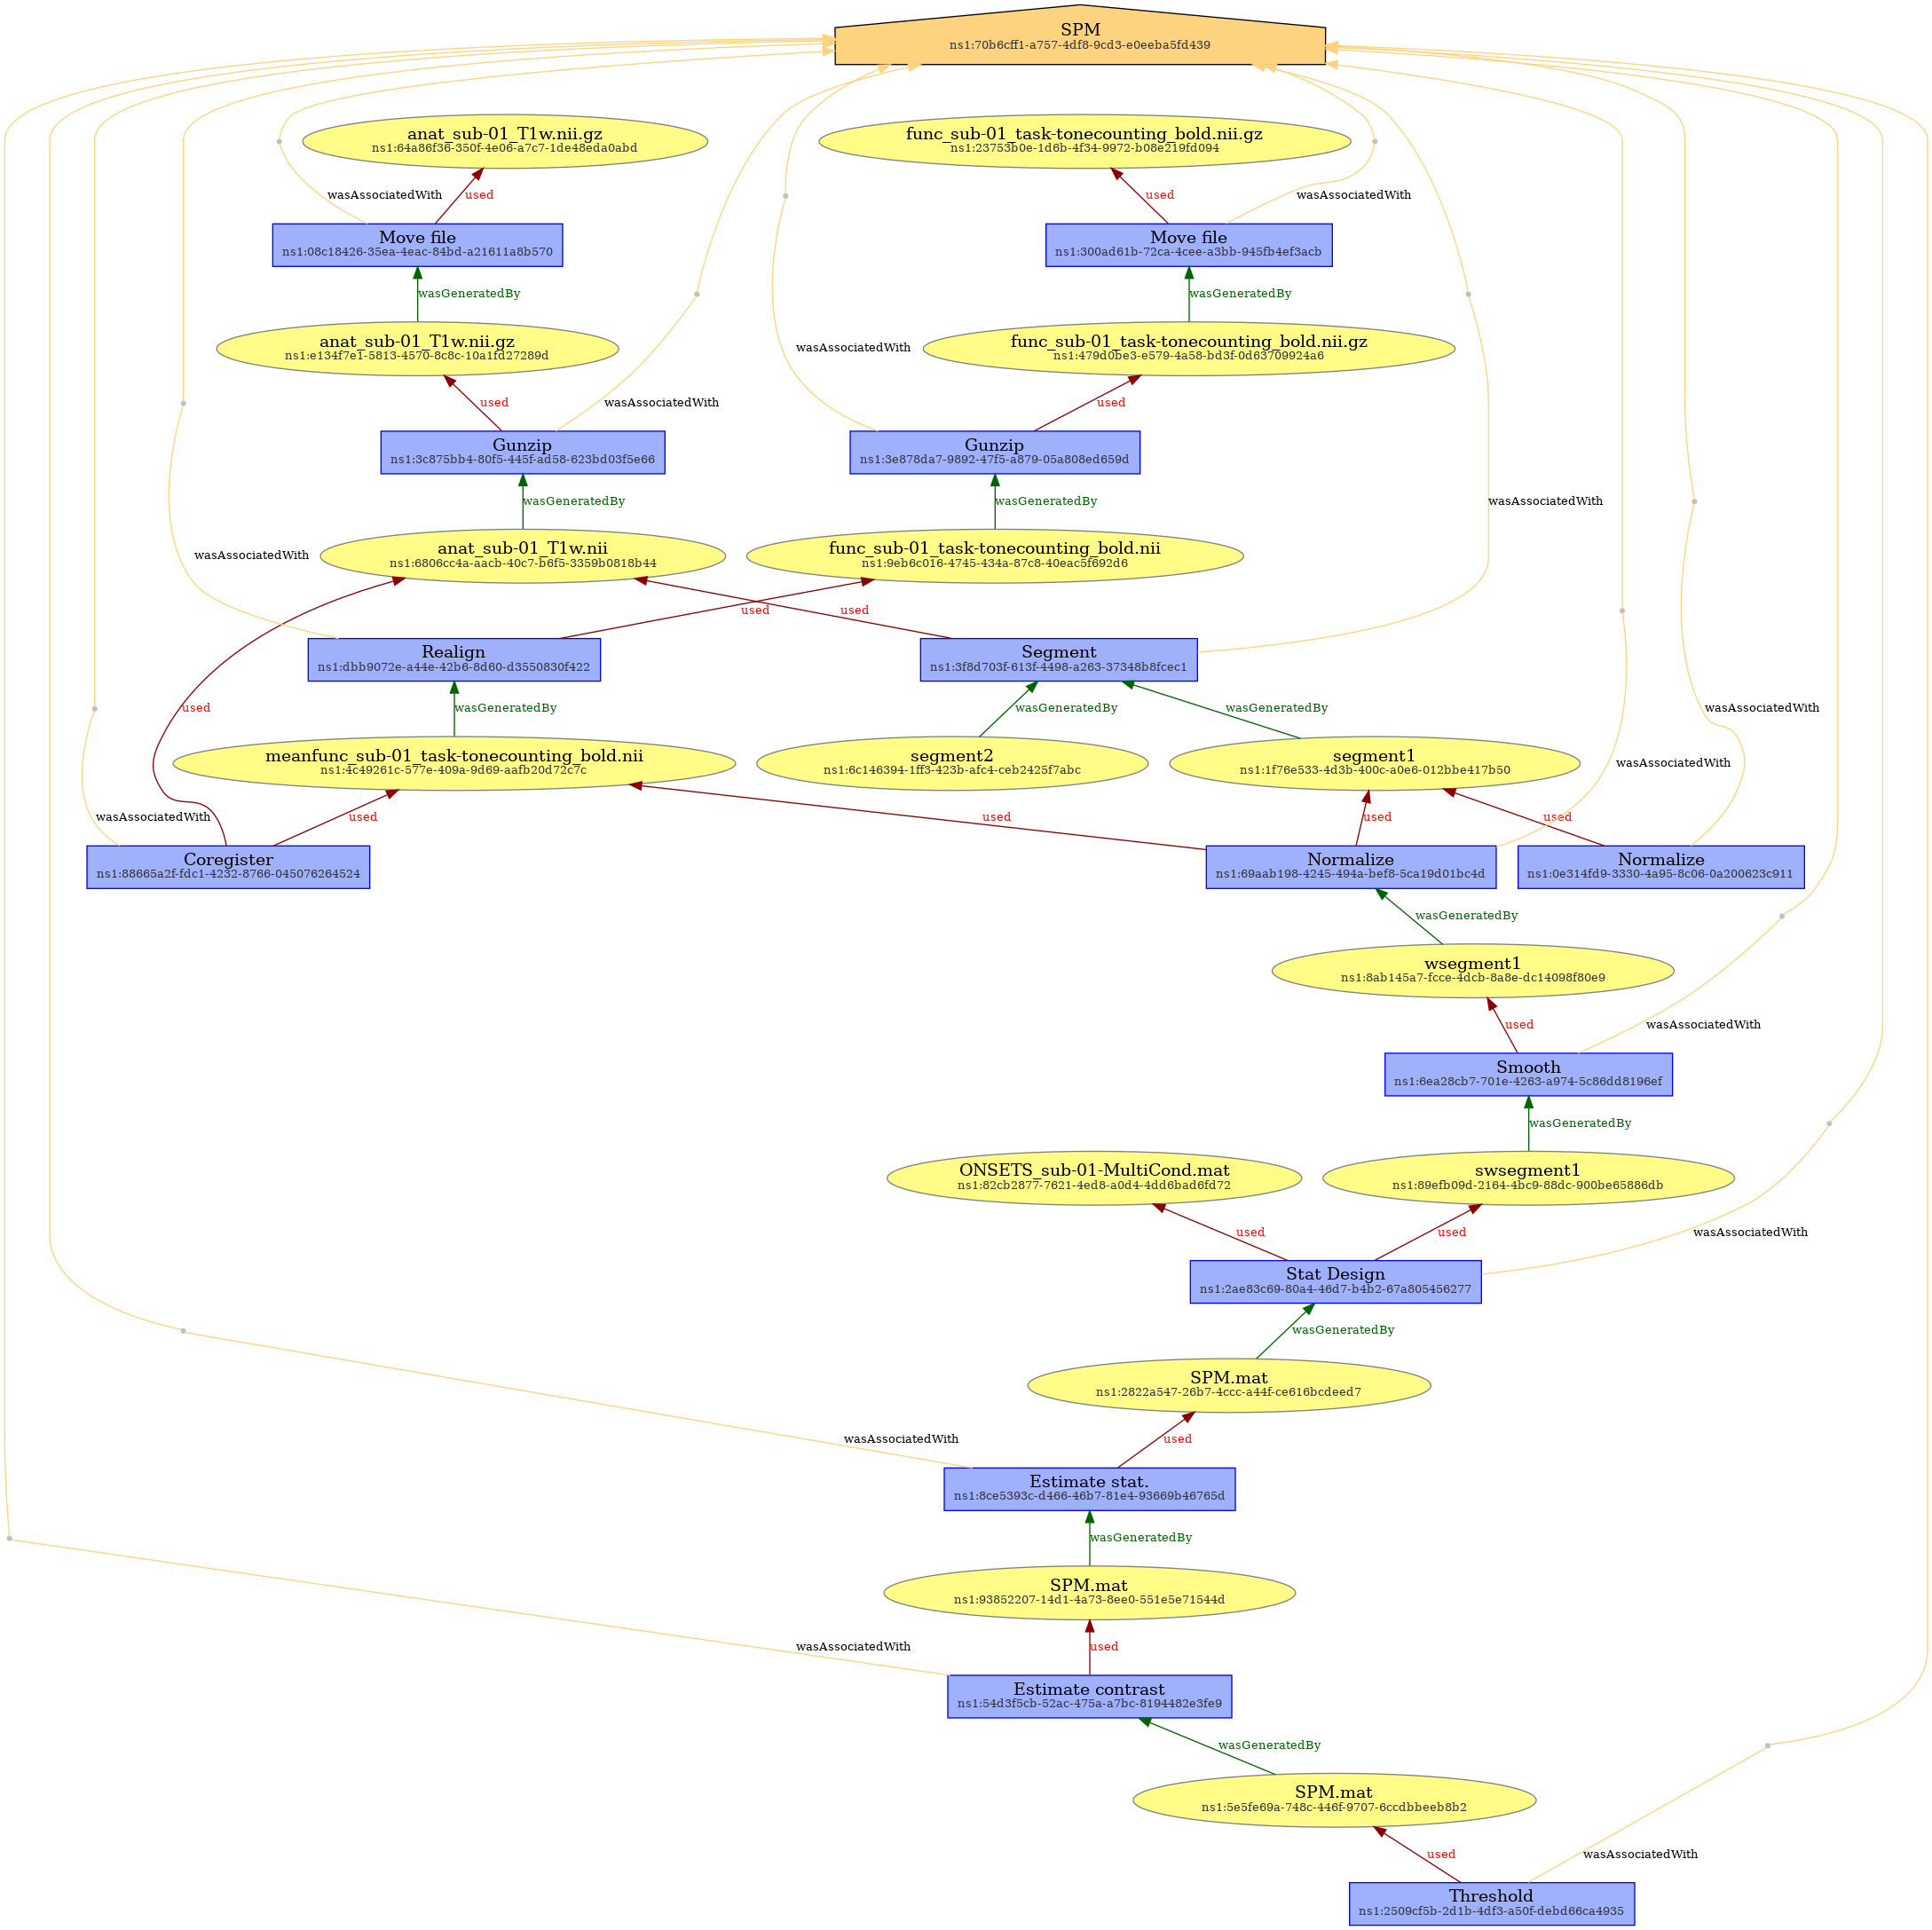 SPM
ns1:70b6cff1-a757-4df8-9cd3-e0eeba5fd439
anat_sub-01_T1w.nii.gz
ns1:64a86f3e-350f-4e06-a7c7-1de48eda0abd
func_sub-01_task-tonecounting_bold.nii.gz
ns1:23753b0e-1d6b-4f34-9972-b08e219fd094
wasAssociatedWith
used
used
wasAssociatedWith
Move file
ns1:08c18426-35ea-4eac-84bd-a21611a8b570
Move file
ns1:300ad61b-72ca-4cee-a3bb-945fb4ef3acb
wasGeneratedBy
wasGeneratedBy
anat_sub-01_T1w.nii.gz
ns1:e134f7e1-5813-4570-8c8c-10a1fd27289d
wasAssociatedWith
func_sub-01_task-tonecounting_bold.nii.gz
ns1:479d0be3-e579-4a58-bd3f-0d63709924a6
used
wasAssociatedWith
used
Gunzip
ns1:3c875bb4-80f5-445f-ad58-623bd03f5e66
Gunzip
ns1:3e878da7-9892-47f5-a879-05a808ed659d
wasGeneratedBy
wasGeneratedBy
wasAssociatedWith
wasAssociatedWith
anat_sub-01_T1w.nii
ns1:6806cc4a-aacb-40c7-b6f5-3359b0818b44
func_sub-01_task-tonecounting_bold.nii
ns1:9eb6c016-4745-434a-87c8-40eac5f692d6
used
used
Realign
ns1:dbb9072e-a44e-42b6-8d60-d3550830f422
Segment
ns1:3f8d703f-613f-4498-a263-37348b8fcec1
used
wasGeneratedBy
wasGeneratedBy
wasGeneratedBy
wasAssociatedWith
meanfunc_sub-01_task-tonecounting_bold.nii
ns1:4c49261c-577e-409a-9d69-aafb20d72c7c
segment2
ns1:6c146394-1ff3-423b-afc4-ceb2425f7abc
segment1
ns1:1f76e533-4d3b-400c-a0e6-012bbe417b50
wasAssociatedWith
wasAssociatedWith
used
used
used
used
Coregister
ns1:88665a2f-fdc1-4232-8766-045076264524
Normalize
ns1:69aab198-4245-494a-bef8-5ca19d01bc4d
Normalize
ns1:0e314fd9-3330-4a95-8c06-0a200623c911
wasGeneratedBy
wsegment1
ns1:8ab145a7-fcce-4dcb-8a8e-dc14098f80e9
used
wasAssociatedWith
Smooth
ns1:6ea28cb7-701e-4263-a974-5c86dd8196ef
wasGeneratedBy
ONSETS_sub-01-MultiCond.mat
ns1:82cb2877-7621-4ed8-a0d4-4dd6bad6fd72
swsegment1
ns1:89efb09d-2164-4bc9-88dc-900be65886db
used
used
wasAssociatedWith
Stat Design
ns1:2ae83c69-80a4-46d7-b4b2-67a805456277
wasGeneratedBy
SPM.mat
ns1:2822a547-26b7-4ccc-a44f-ce616bcdeed7
wasAssociatedWith
used
Estimate stat.
ns1:8ce5393c-d466-46b7-81e4-93669b46765d
wasGeneratedBy
SPM.mat
ns1:93852207-14d1-4a73-8ee0-551e5e71544d
wasAssociatedWith
used
Estimate contrast
ns1:54d3f5cb-52ac-475a-a7bc-8194482e3fe9
wasGeneratedBy
SPM.mat
ns1:5e5fe69a-748c-446f-9707-6ccdbbeeb8b2
used
wasAssociatedWith
Threshold
ns1:2509cf5b-2d1b-4df3-a50f-debd66ca4935